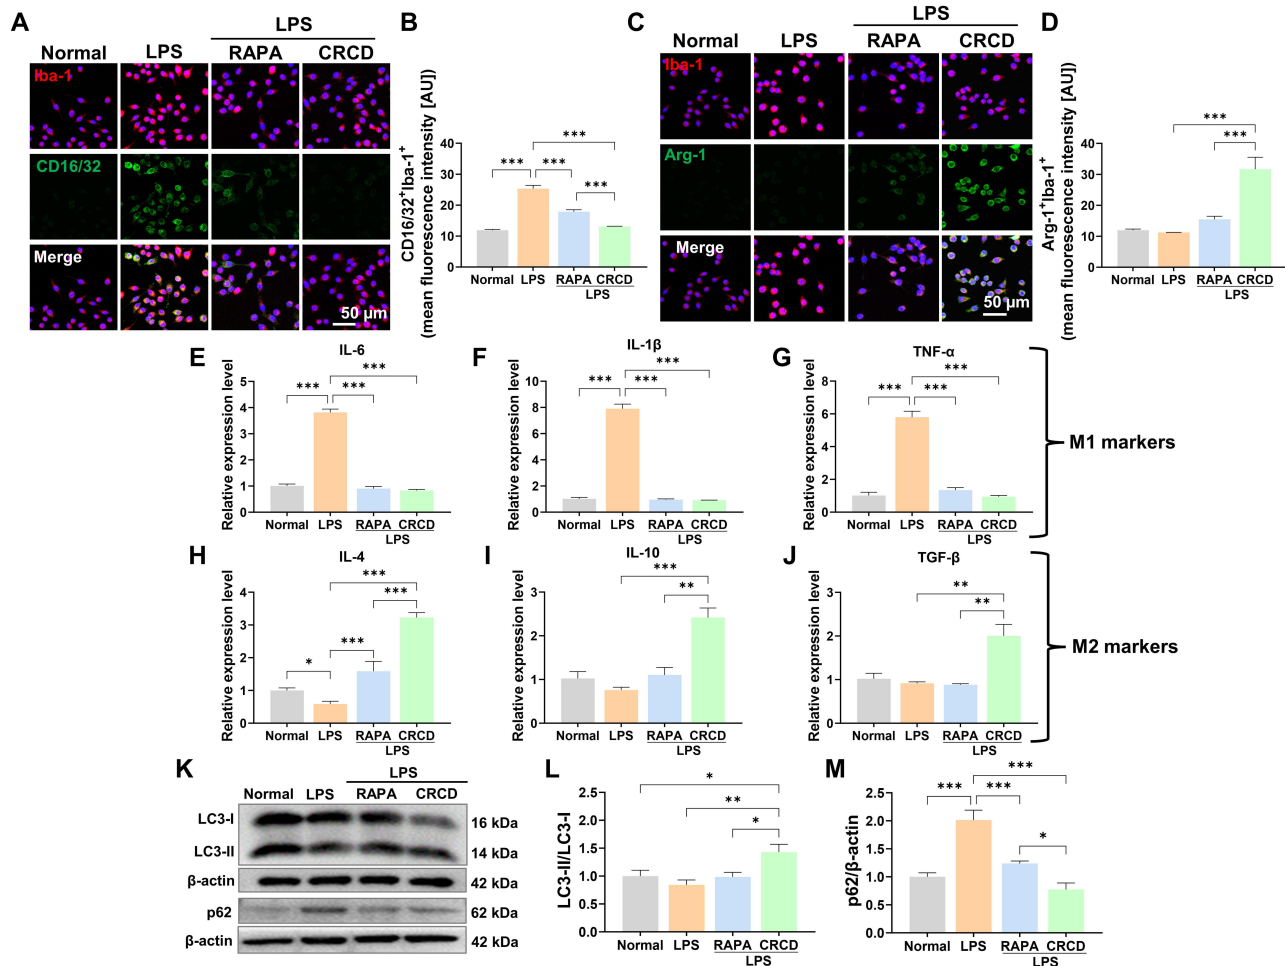 A
LPS
Normal LPS RAPA CRCD
Iba-1
CD16/32
Merge
50 µm
B
CD16/32+Iba-1+
(mean fluorescence intensity [AU])
40
30
20
10
0
***
*** *** ***
Normal LPS RAPA CRCD
LPS
C
LPS
Normal LPS RAPA CRCD
Iba-1
Arg-1
Merge
50 µm
D
Arg-1+Iba-1+
(mean fluoresecence intensity [AU])
40
30
20
10
0
***
***
Normal LPS RAPA CRCD
LPS
E
IL-6
Relative expression level
5
4
3
2
1
0
***
*** ***
Normal LPS RAPA CRCD
LPS
F
IL-1β
Relative expression level
10
8
6
4
2
0
***
*** ***
Normal LPS RAPA CRCD
LPS
G
TNF-α
Relative expression level
8
6
4
2
0
***
*** ***
Normal LPS RAPA CRCD
LPS
M1 markers
H
IL-4
Relative expression level
4
3
2
1
0
***
***
***
*
Normal LPS RAPA CRCD
LPS
I
IL-10
Relative expression level
3
2
1
0
***
**
Normal LPS RAPA CRCD
LPS
J
TGF-β
Relative expression level
3
2
1
0
**
**
Normal LPS RAPA CRCD
LPS
M2 markers
K
LPS
Normal LPS RAPA CRCD
LC3-I 16 kDa
LC3-II 14 kDa
β-actin 42 kDa
p62 62 kDa
β-actin 42 kDa
L
LC3-II/LC3-I
2.5
2.0
1.5
1.0
0.5
0.0
*
**
*
Normal LPS RAPA CRCD
LPS
M
p62/β-actin
2.5
2.0
1.5
1.0
0.5
0.0
***
*** ***
*
Normal LPS RAPA CRCD
LPS